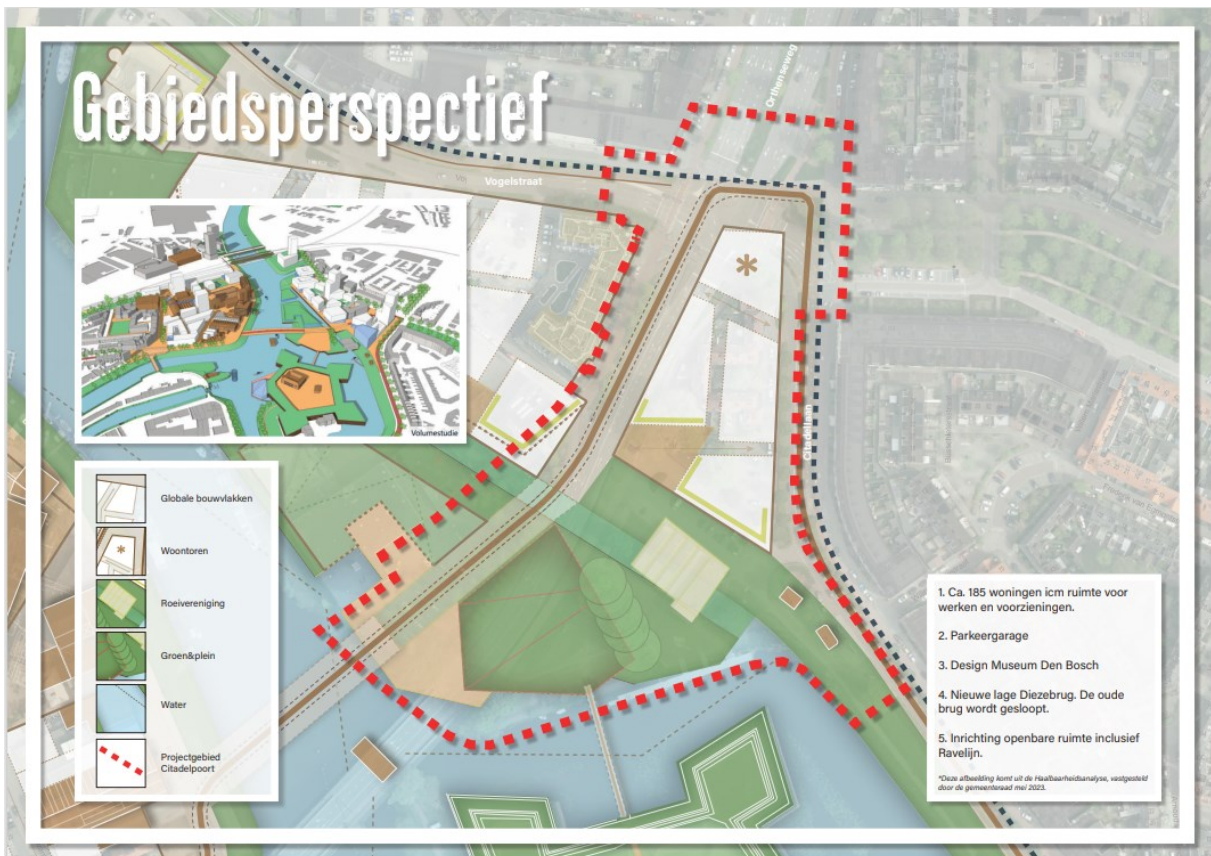 Gebiedsperspectief
Orthenseweg
Vo
Vogelstraat
Citadellaan
Volumestudie
Globale bouwvlakken
Woontoren
Roeivereniging
Groen&plein
Water
Projectgebied
Citadelpoort
1. Ca. 185 woningen icm ruimte voor
werken en voorzieningen.
2. Parkeergarage
3. Design Museum Den Bosch
4. Nieuwe lage Diezebrug. De oude
brug wordt gesloopt.
5. Inrichting openbare ruimte inclusief
Ravelijn.
*Deze afbeelding komt uit de Haalbaarheidsanalyse, vastgesteld
door de gemeenteraad mei 2023.